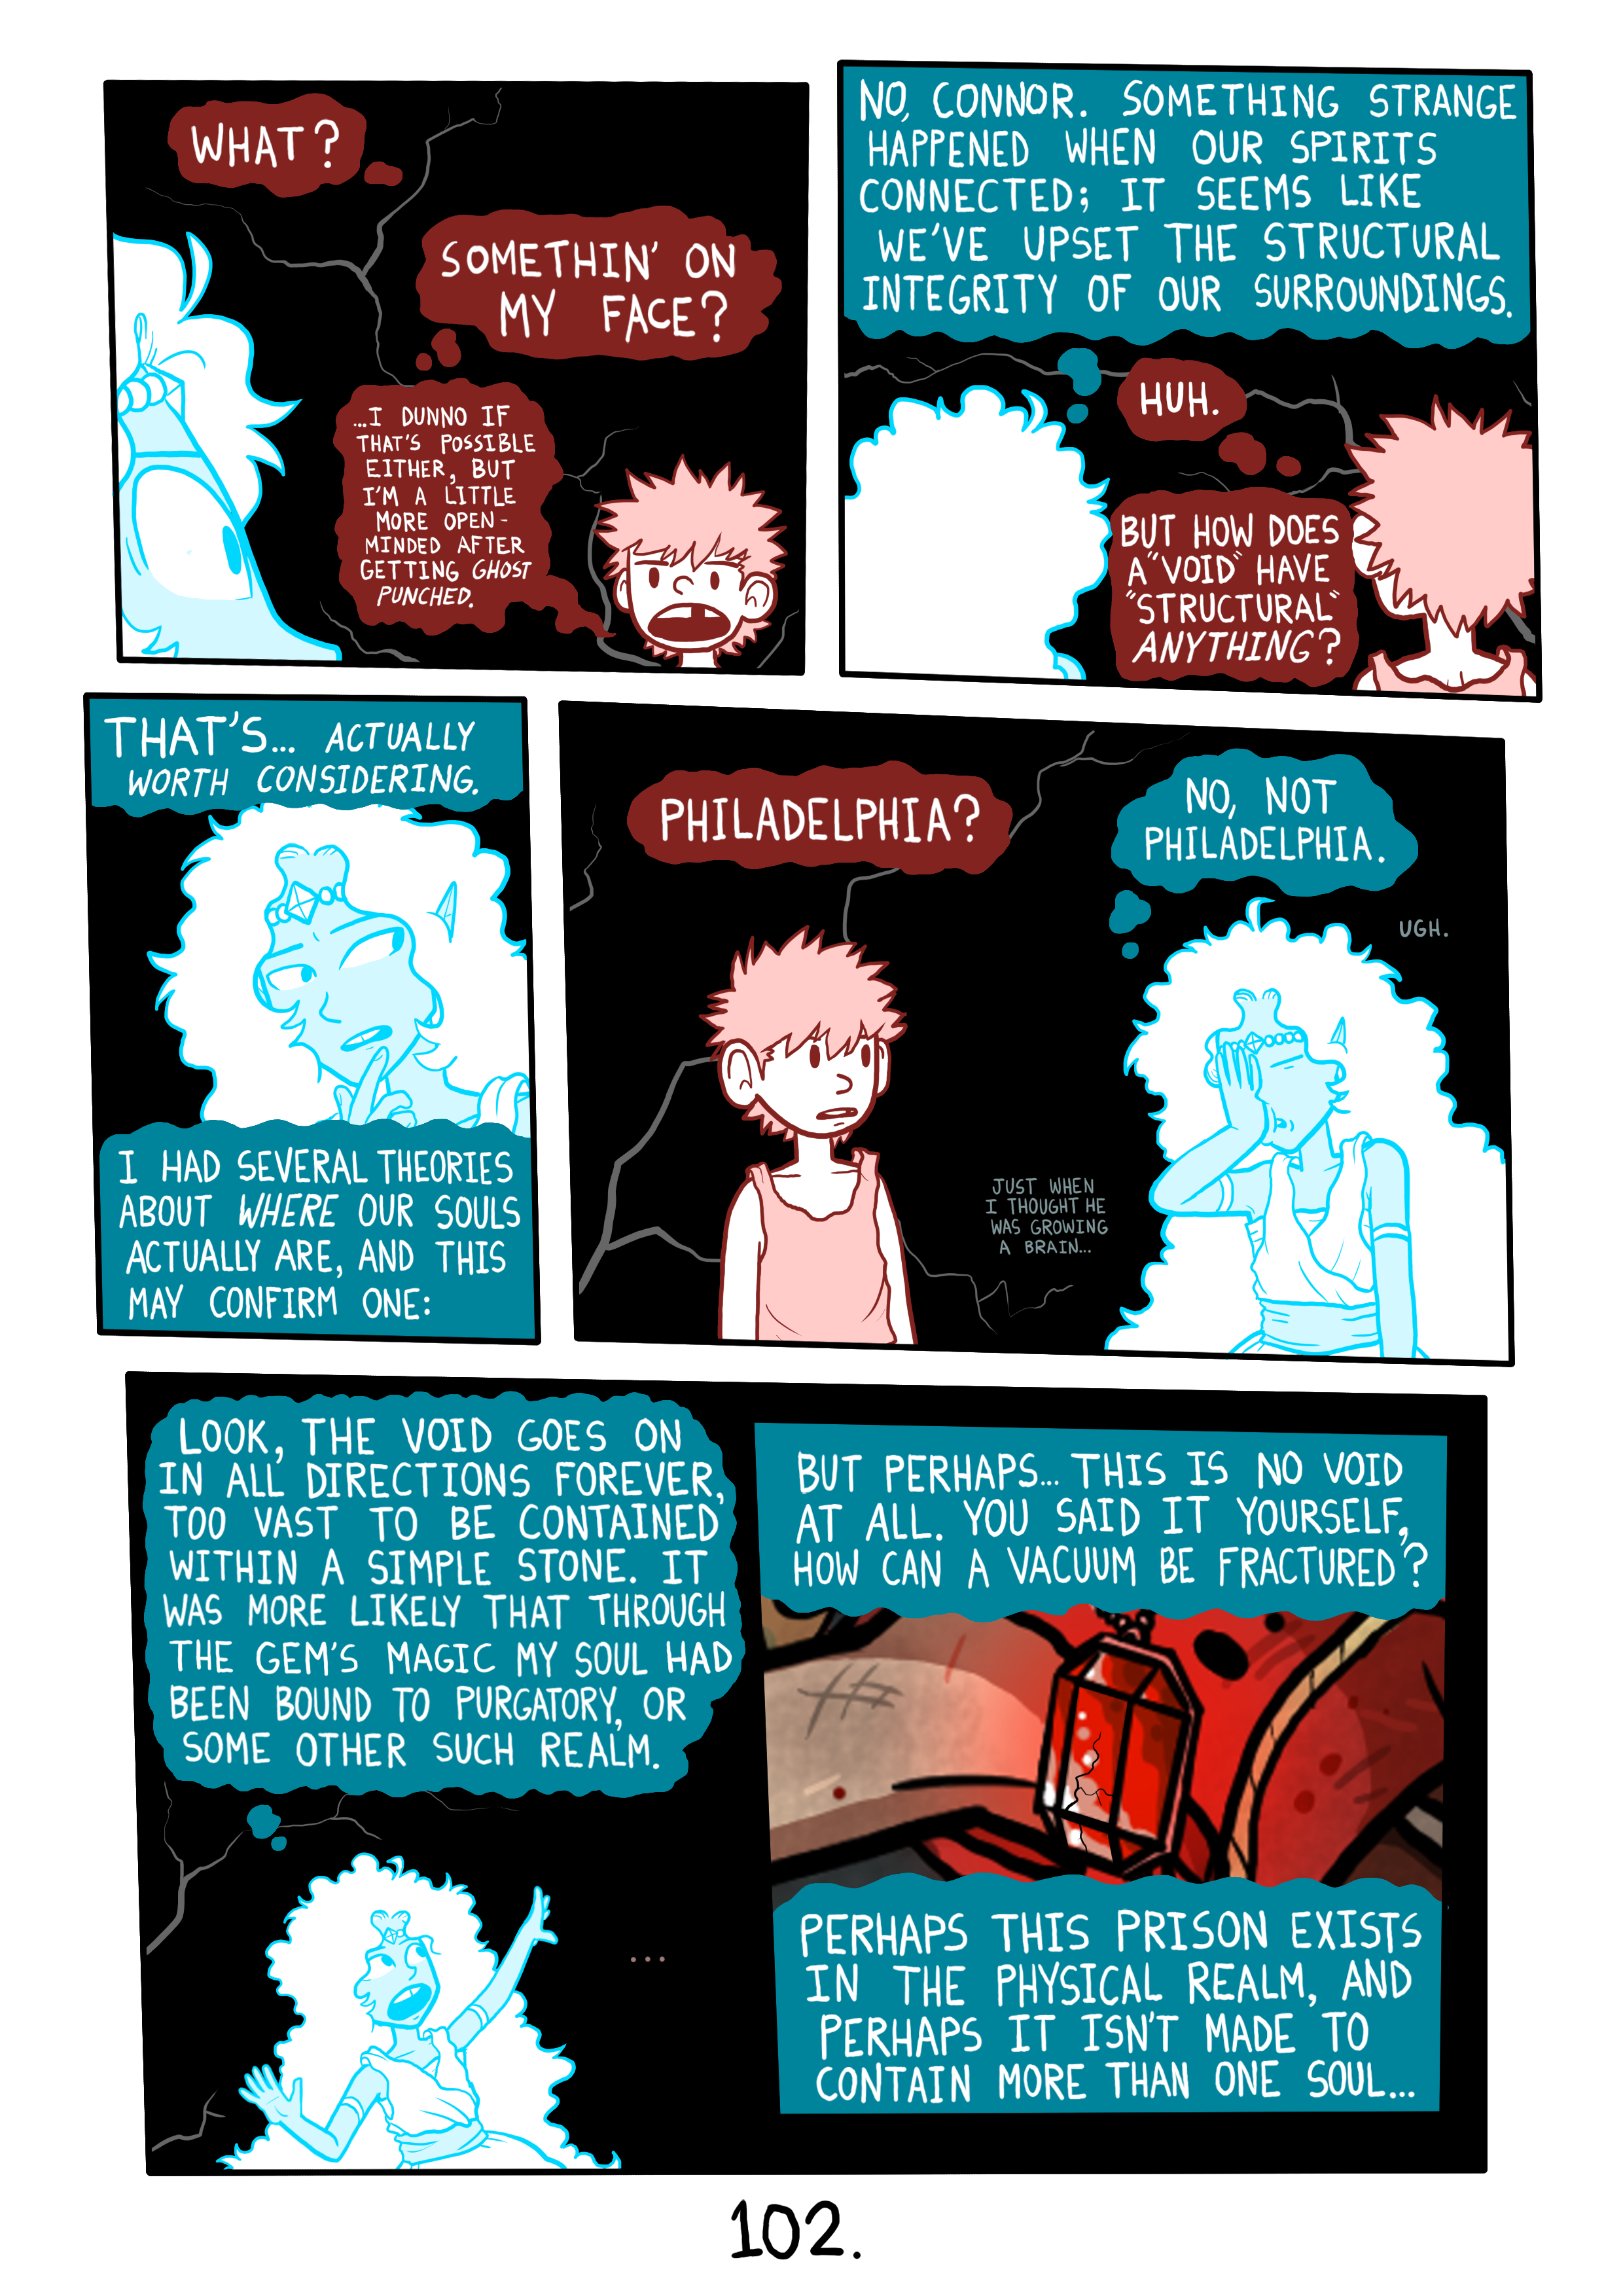 WHAT?
SOMETHIN' ON
MY FACE?
...I DUNNO IF
THAT'S POSSIBLE
EITHER, BUT
I'M A LITTLE
MORE OPEN-
MINDED AFTER
GETTING GHOST
PUNCHED.
NO, CONNOR. SOMETHING STRANGE
HAPPENED WHEN OUR SPIRITS
CONNECTED; IT SEEMS LIKE
WE'VE UPSET THE STRUCTURAL
INTEGRITY OF OUR SURROUNDINGS.
HUH.
BUT HOW DOES
A "VOID" HAVE
"STRUCTURAL"
ANYTHING?
THAT'S... ACTUALLY
WORTH CONSIDERING.
I HAD SEVERAL THEORIES
ABOUT WHERE OUR SOULS
ACTUALLY ARE, AND THIS
MAY CONFIRM ONE:
PHILADELPHIA?
NO, NOT
PHILADELPHIA.
UGH.
JUST WHEN
I THOUGHT HE
WAS GROWING
A BRAIN...
LOOK, THE VOID GOES ON
IN ALL DIRECTIONS FOREVER,
TOO VAST TO BE CONTAINED
WITHIN A SIMPLE STONE. IT
WAS MORE LIKELY THAT THROUGH
THE GEM'S MAGIC MY SOUL HAD
BEEN BOUND TO PURGATORY, OR
SOME OTHER SUCH REALM.
...
BUT PERHAPS... THIS IS NO VOID
AT ALL. YOU SAID IT YOURSELF,
HOW CAN A VACUUM BE FRACTURED?
PERHAPS THIS PRISON EXISTS
IN THE PHYSICAL REALM, AND
PERHAPS IT ISN'T MADE TO
CONTAIN MORE THAN ONE SOUL...
102.